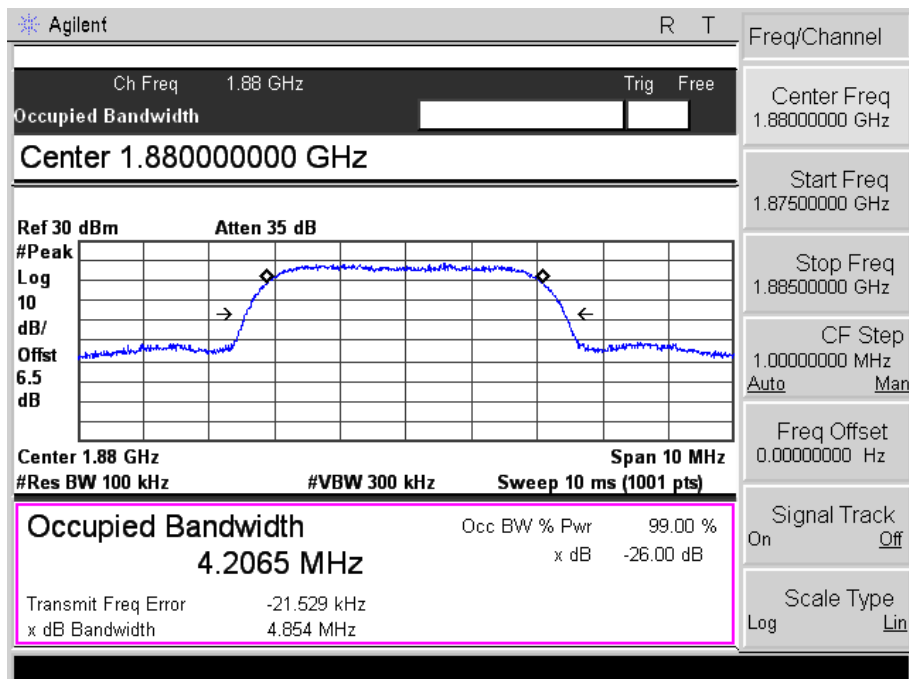 Agilent R T
Ch Freq 1.88 GHz Trig Free
Occupied Bandwidth
Center 1.880000000 GHz
Ref 30 dBm Atten 35 dB
#Peak
Log
10
dB/
Offst
6.5
dB
Center 1.88 GHz Span 10 MHz
#Res BW 100 kHz #VBW 300 kHz Sweep 10 ms (1001 pts)
Occupied Bandwidth Occ BW % Pwr 99.00 %
4.2065 MHz x dB -26.00 dB
Transmit Freq Error -21.529 kHz
x dB Bandwidth 4.854 MHz
Freq/Channel
Center Freq
1.88000000 GHz
Start Freq
1.87500000 GHz
Stop Freq
1.88500000 GHz
CF Step
1.00000000 MHz
Auto Man
Freq Offset
0.00000000 Hz
Signal Track
On Off
Scale Type
Log Lin